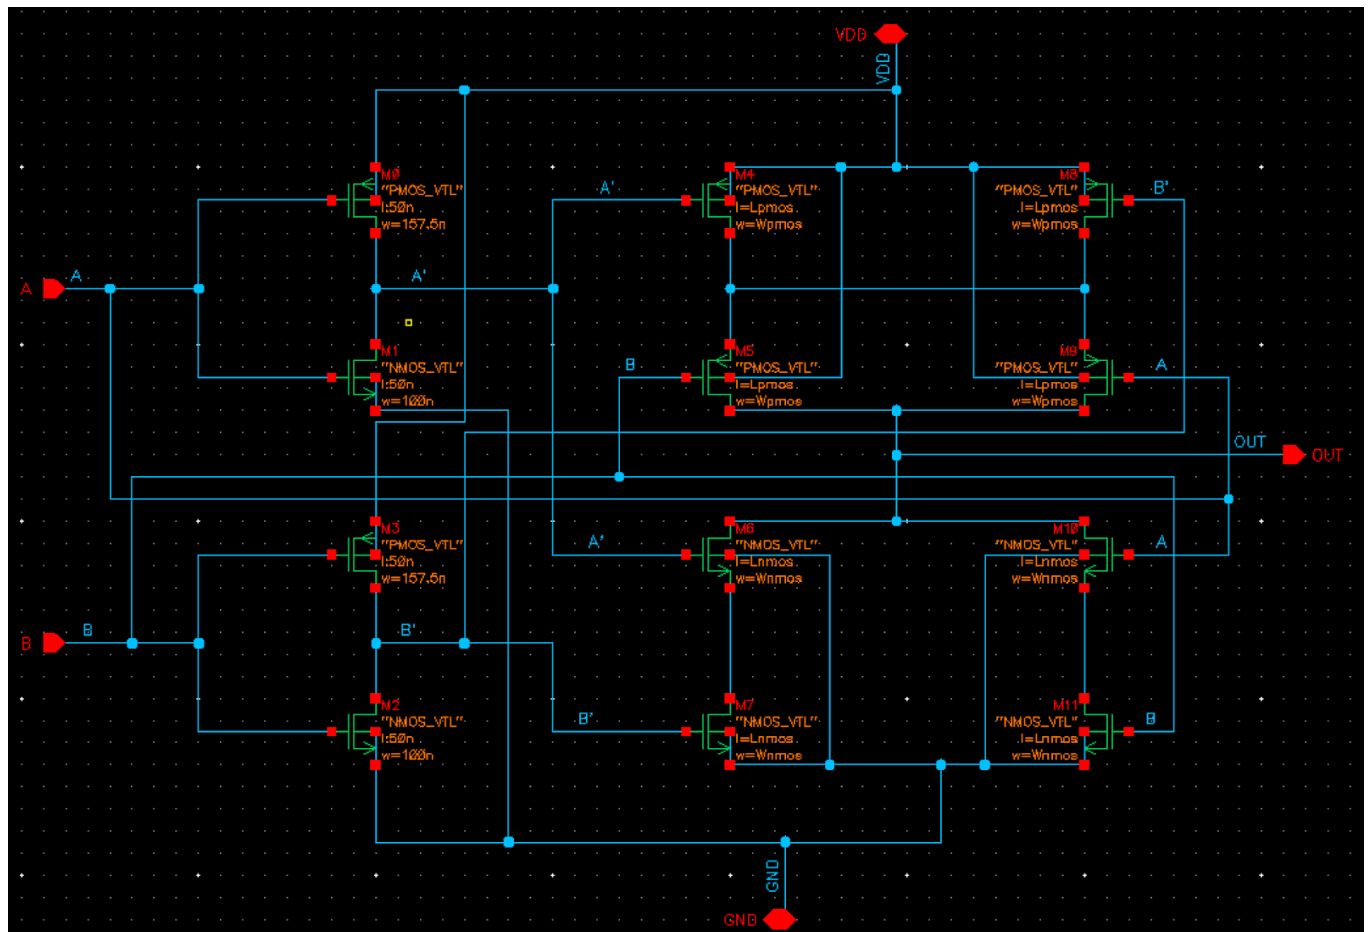 VDD
VDD
M0
"PMOS_VTL"
l:50n
w=157.5n
A'
M4
"PMOS_VTL"
l=Lpmos
w=Wpmos
M8
"PMOS_VTL"
l=Lpmos
w=Wpmos
B'
A
A
A'
M1
"NMOS_VTL"
l:50n
w=100n
B
M5
"PMOS_VTL"
l=Lpmos
w=Wpmos
M9
"PMOS_VTL"
l=Lpmos
w=Wpmos
A
OUT
OUT
M3
"PMOS_VTL"
l:50n
w=157.5n
A'
M6
"NMOS_VTL"
l=Lnmos
w=Wnmos
M10
"NMOS_VTL"
l=Lnmos
w=Wnmos
A
B
B
B'
M2
"NMOS_VTL"
l:50n
w=100n
B'
M7
"NMOS_VTL"
l=Lnmos
w=Wnmos
M11
"NMOS_VTL"
l=Lnmos
w=Wnmos
B
GND
GND